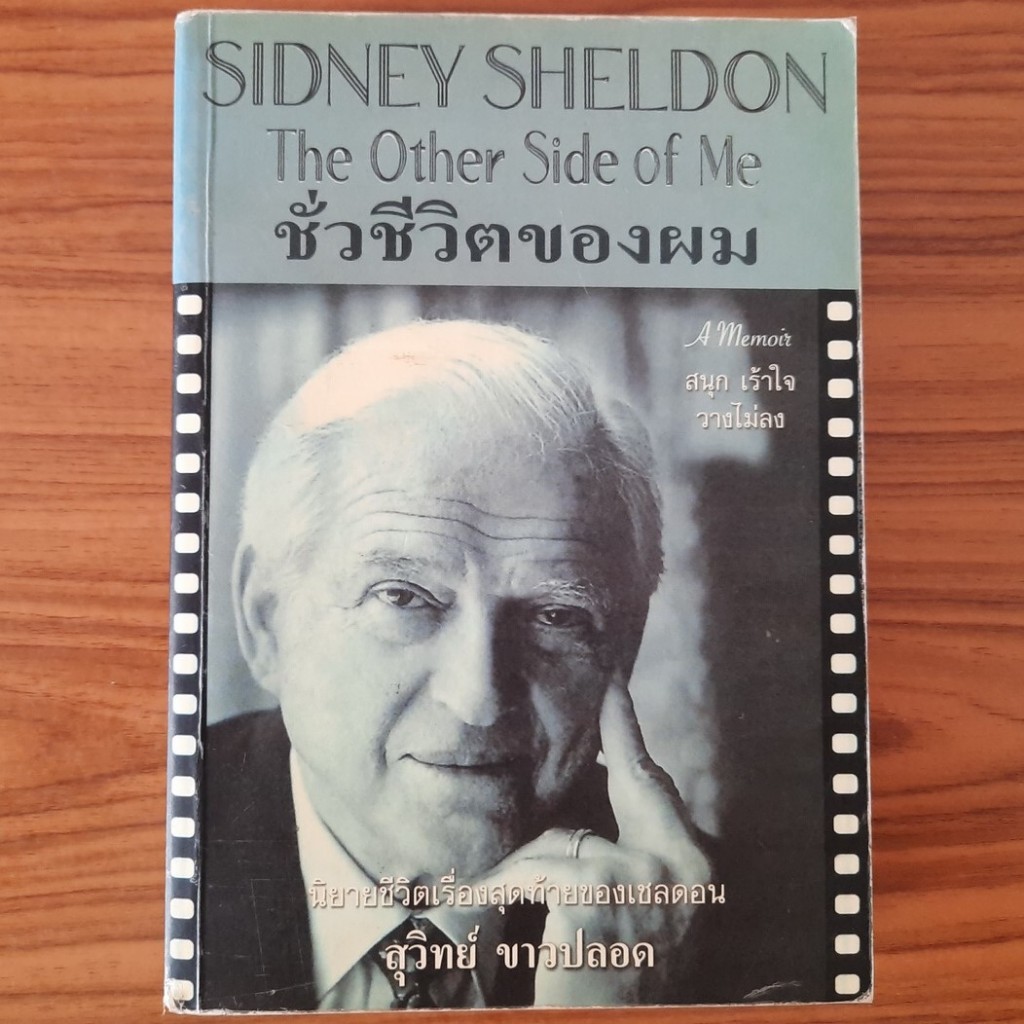 SIDNEY SHELDON
The Other Side of Me
ชั่วชีวิตของผม
A Memoir
สนุก เร้าใจ
วางไม่ลง
นิยายชีวิตเรื่องสุดท้ายของเชลดอน
สุวิทย์ ขาวปลอด